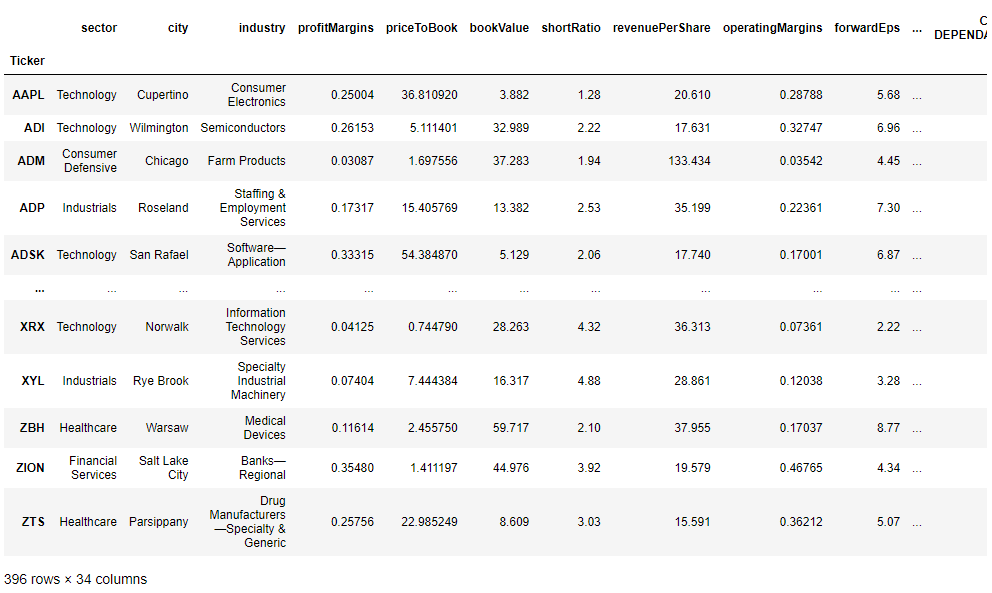 sector city industry profitMargins priceToBook bookValue shortRatio revenuePerShare operatingMargins forwardEps ... C
DEPENDA
Ticker
AAPL Technology Cupertino Consumer Electronics 0.25004 36.810920 3.882 1.28 20.610 0.28788 5.68 ...
ADI Technology Wilmington Semiconductors 0.26153 5.111401 32.989 2.22 17.631 0.32747 6.96 ...
ADM Consumer Defensive Chicago Farm Products 0.03087 1.697556 37.283 1.94 133.434 0.03542 4.45 ...
ADP Industrials Roseland Staffing & Employment Services 0.17317 15.405769 13.382 2.53 35.199 0.22361 7.30 ...
ADSK Technology San Rafael Software—Application 0.33315 54.384870 5.129 2.06 17.740 0.17001 6.87 ...
... ... ... ... ... ... ... ... ... ... ... ...
XRX Technology Norwalk Information Technology Services 0.04125 0.744790 28.263 4.32 36.313 0.07361 2.22 ...
XYL Industrials Rye Brook Specialty Industrial Machinery 0.07404 7.444384 16.317 4.88 28.861 0.12038 3.28 ...
ZBH Healthcare Warsaw Medical Devices 0.11614 2.455750 59.717 2.10 37.955 0.17037 8.77 ...
ZION Financial Services Salt Lake City Banks—Regional 0.35480 1.411197 44.976 3.92 19.579 0.46765 4.34 ...
ZTS Healthcare Parsippany Drug Manufacturers—Specialty & Generic 0.25756 22.985249 8.609 3.03 15.591 0.36212 5.07 ...
396 rows × 34 columns